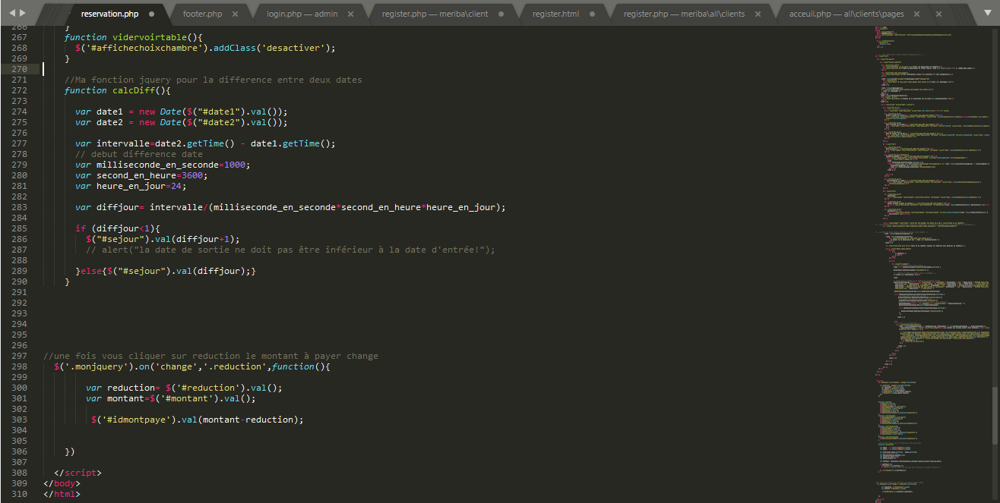 reservation.php
footer.php
login.php — admin
register.php — meriba\client
register.html
register.php — meriba\all\clients
acceuil.php — all\clients\pages
266 }
267 function vidervoirtable(){
268 $('#affichechoixchambre').addClass('desactiver');
269 }
270
271 //Ma fonction jquery pour la difference entre deux dates
272 function calcDiff(){
273
274 var date1 = new Date($("#date1").val());
275 var date2 = new Date($("#date2").val());
276
277 var intervalle=date2.getTime() - date1.getTime();
278 // debut difference date
279 var milliseconde_en_seconde=1000;
280 var second_en_heure=3600;
281 var heure_en_jour=24;
282
283 var diffjour= intervalle/(milliseconde_en_seconde*second_en_heure*heure_en_jour);
284
285 if (diffjour<1){
286 $("#sejour").val(diffjour+1);
287 // alert("la date de sortie ne doit pas être inférieur à la date d'entrée!");
288
289 }else{$("#sejour").val(diffjour);}
290 }
291
292
293
294
295
296
297 //une fois vous cliquer sur reduction le montant à payer change
298 $('.monjquery').on('change','.reduction',function(){
299
300 var reduction= $('#reduction').val();
301 var montant=$('#montant').val();
302
303 $('#idmontpaye').val(montant-reduction);
304
305
306 })
307
308 </script>
309 </body>
310 </html>